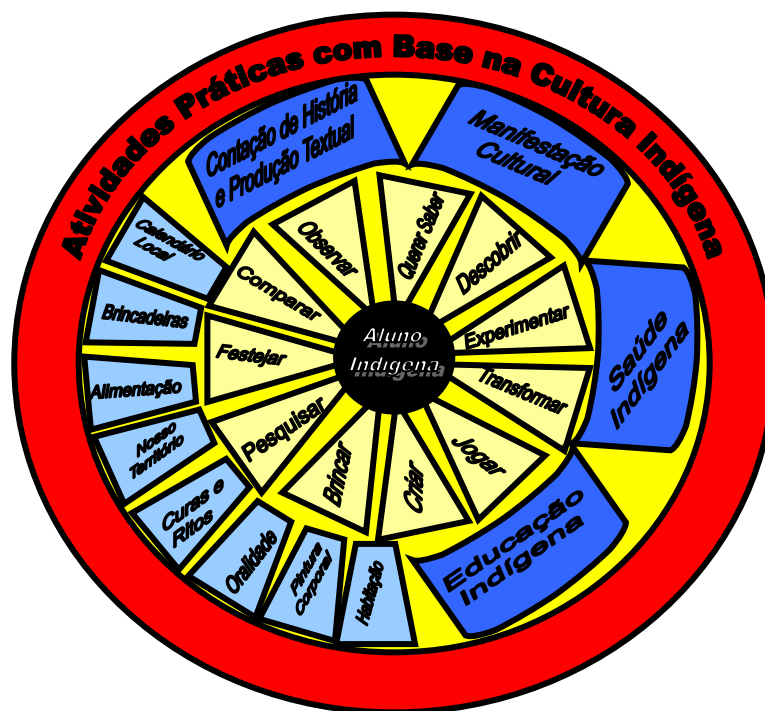 Atividades Práticas com Base na Cultura Indígena
Contação de História
e Produção Textual
Manifestação
Cultural
Saúde
Indígena
Educação
Indígena
Habitação
Pintura
Corporal
Oralidade
Curas e
Ritos
Nosso
Território
Alimentação
Brincadeiras
Calendário
Local
Observar
Querer Saber
Descobrir
Experimentar
Transformar
Jogar
Criar
Brincar
Pesquisar
Festejar
Comparar
Aluno
Indígena